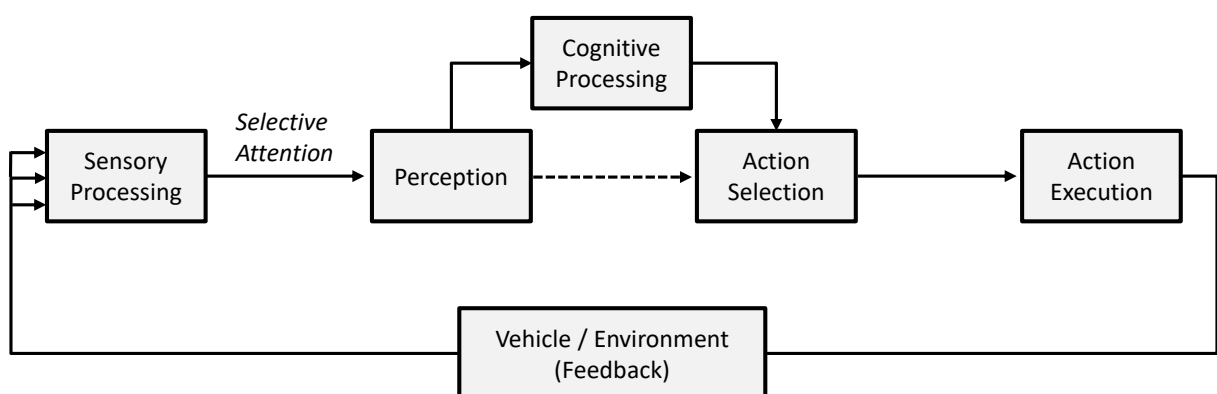 Cognitive
Processing
Selective
Attention
Sensory
Processing
Perception
Action
Selection
Action
Execution
Vehicle / Environment
(Feedback)